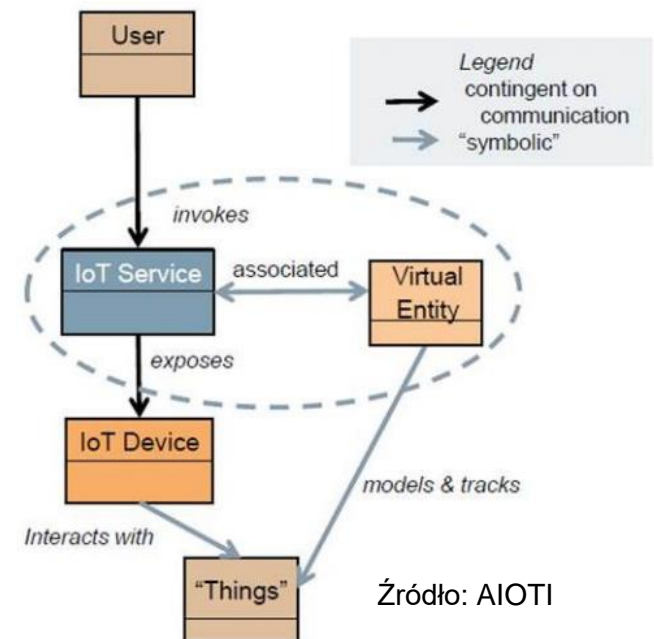 User
Legend
contingent on
communication
"symbolic"
invokes
IoT Service
associated
Virtual
Entity
exposes
IoT Device
models & tracks
Interacts with
"Things"
Źródło: AIOTI